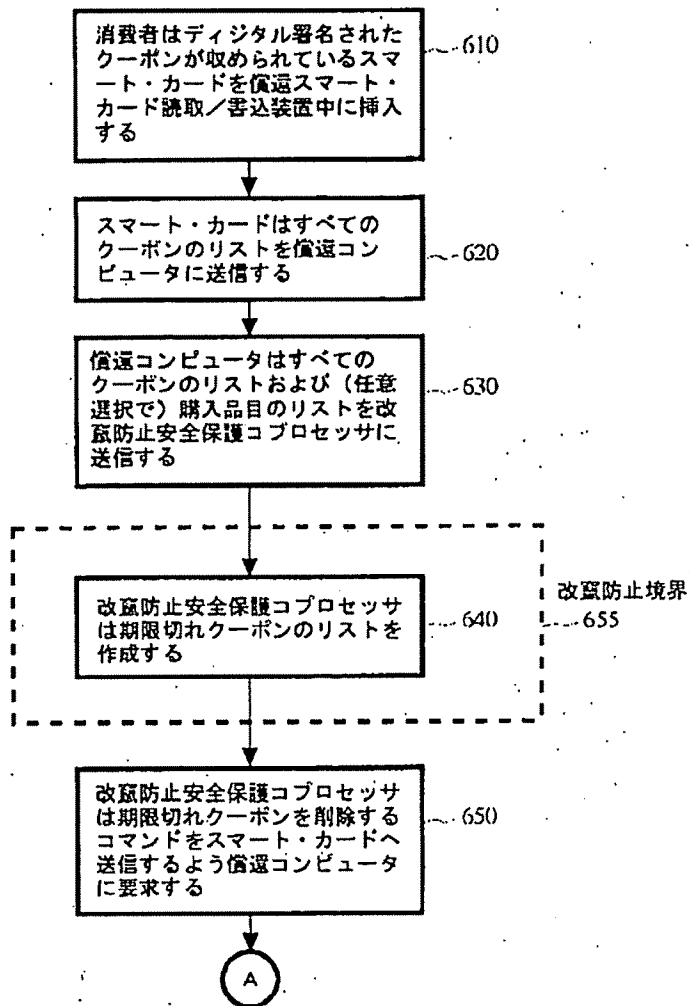 消費者はディジタル署名された
クーポンが収められているスマ
ート・カードを償還スマート・
カード読取／書込装置中に挿入
する
610
スマート・カードはすべての
クーポンのリストを償還コン
ピュータに送信する
620
償還コンピュータはすべての
クーポンのリストおよび（任意
選択で）購入品目のリストを改
竄防止安全保護コプロセッサに
送信する
630
改竄防止安全保護コプロセッサ
は期限切れクーポンのリストを
作成する
640
改竄防止境界
655
改竄防止安全保護コプロセッサ
は期限切れクーポンを削除する
コマンドをスマート・カードへ
送信するよう償還コンピュータ
に要求する
650
A